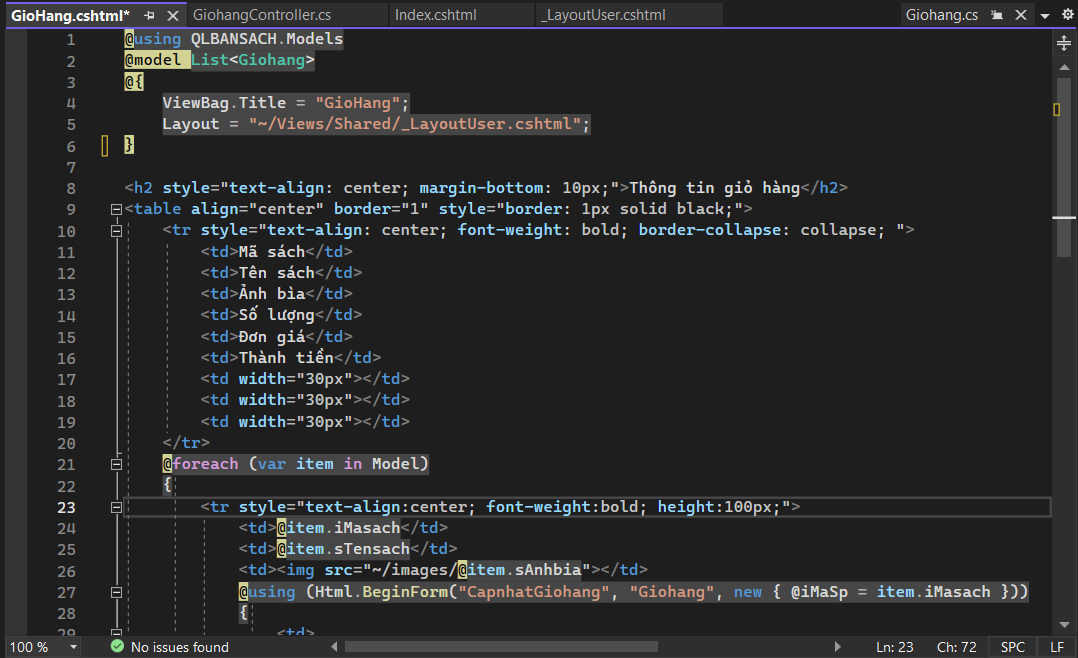 GioHang.cshtml* GiohangController.cs Index.cshtml _LayoutUser.cshtml Giohang.cs
1 @using QLBANSACH.Models
2 @model List<Giohang>
3 @{
4 ViewBag.Title = "GioHang";
5 Layout = "~/Views/Shared/_LayoutUser.cshtml";
6 }
7
8 <h2 style="text-align: center; margin-bottom: 10px;">Thông tin giỏ hàng</h2>
9 <table align="center" border="1" style="border: 1px solid black;">
10 <tr style="text-align: center; font-weight: bold; border-collapse: collapse; ">
11 <td>Mã sách</td>
12 <td>Tên sách</td>
13 <td>Ảnh bìa</td>
14 <td>Số lượng</td>
15 <td>Đơn giá</td>
16 <td>Thành tiền</td>
17 <td width="30px"></td>
18 <td width="30px"></td>
19 <td width="30px"></td>
20 </tr>
21 @foreach (var item in Model)
22 {
23 <tr style="text-align:center; font-weight:bold; height:100px;">
24 <td>@item.iMasach</td>
25 <td>@item.sTensach</td>
26 <td><img src="~/images/@item.sAnhbia"></td>
27 @using (Html.BeginForm("CapnhatGiohang", "Giohang", new { @iMaSp = item.iMasach }))
28 {
29 <td>
100 % No issues found Ln: 23 Ch: 72 SPC LF